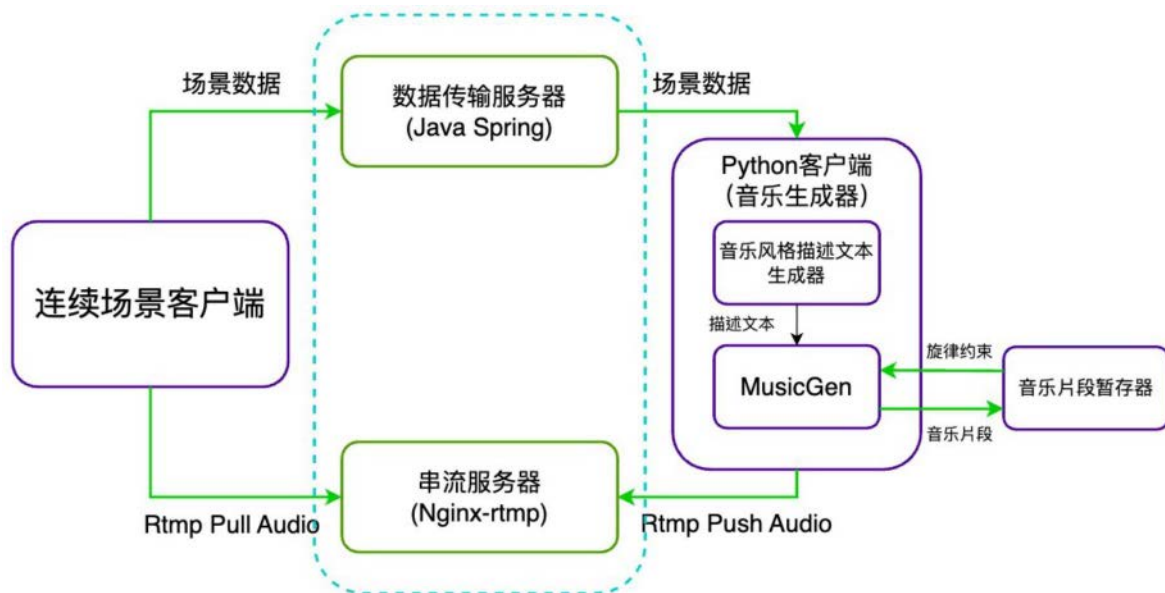 场景数据
数据传输服务器
(Java Spring)
场景数据
Python客户端
（音乐生成器）
音乐风格描述文本
生成器
描述文本
连续场景客户端
MusicGen
旋律约束
音乐片段暂存器
音乐片段
串流服务器
(Nginx-rtmp)
Rtmp Pull Audio
Rtmp Push Audio